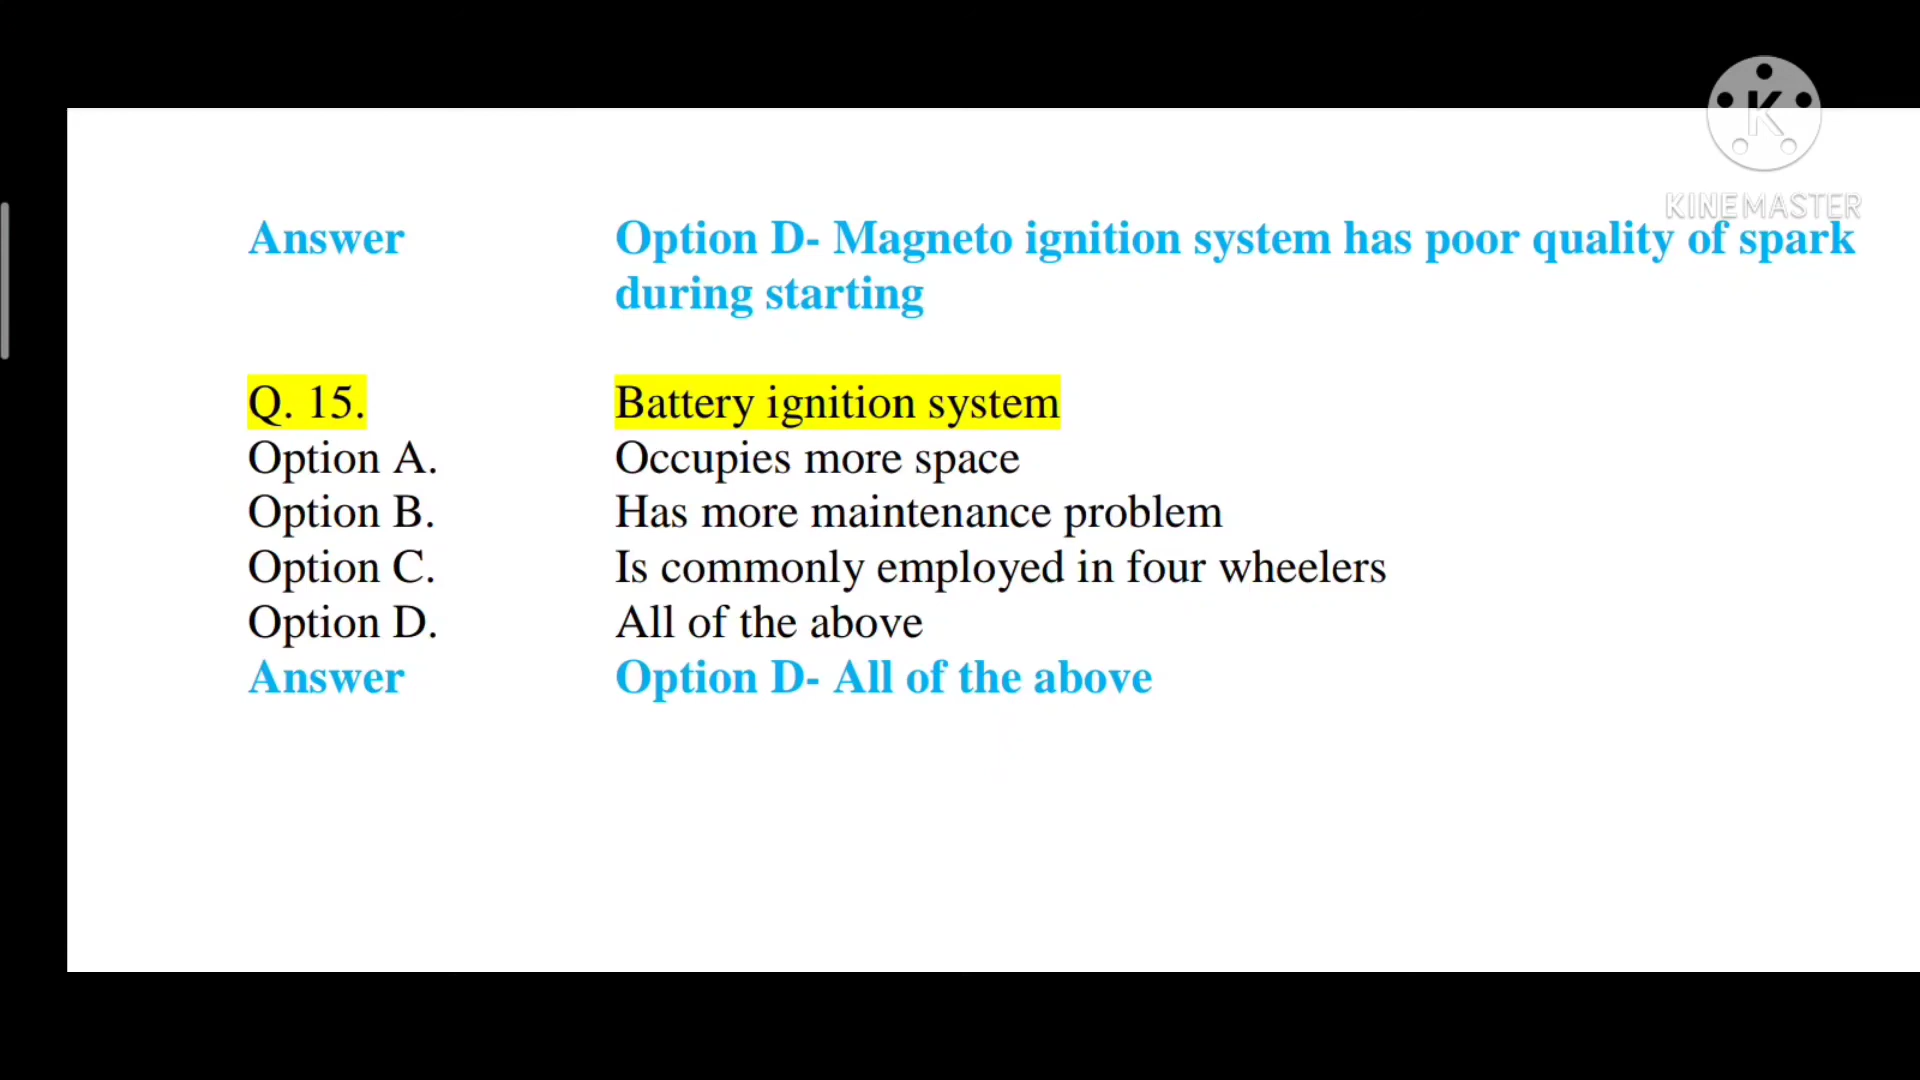 K
KINEMASTER
Answer Option D- Magneto ignition system has poor quality of spark
during starting
Q. 15. Battery ignition system
Option A. Occupies more space
Option B. Has more maintenance problem
Option C. Is commonly employed in four wheelers
Option D. All of the above
Answer Option D- All of the above